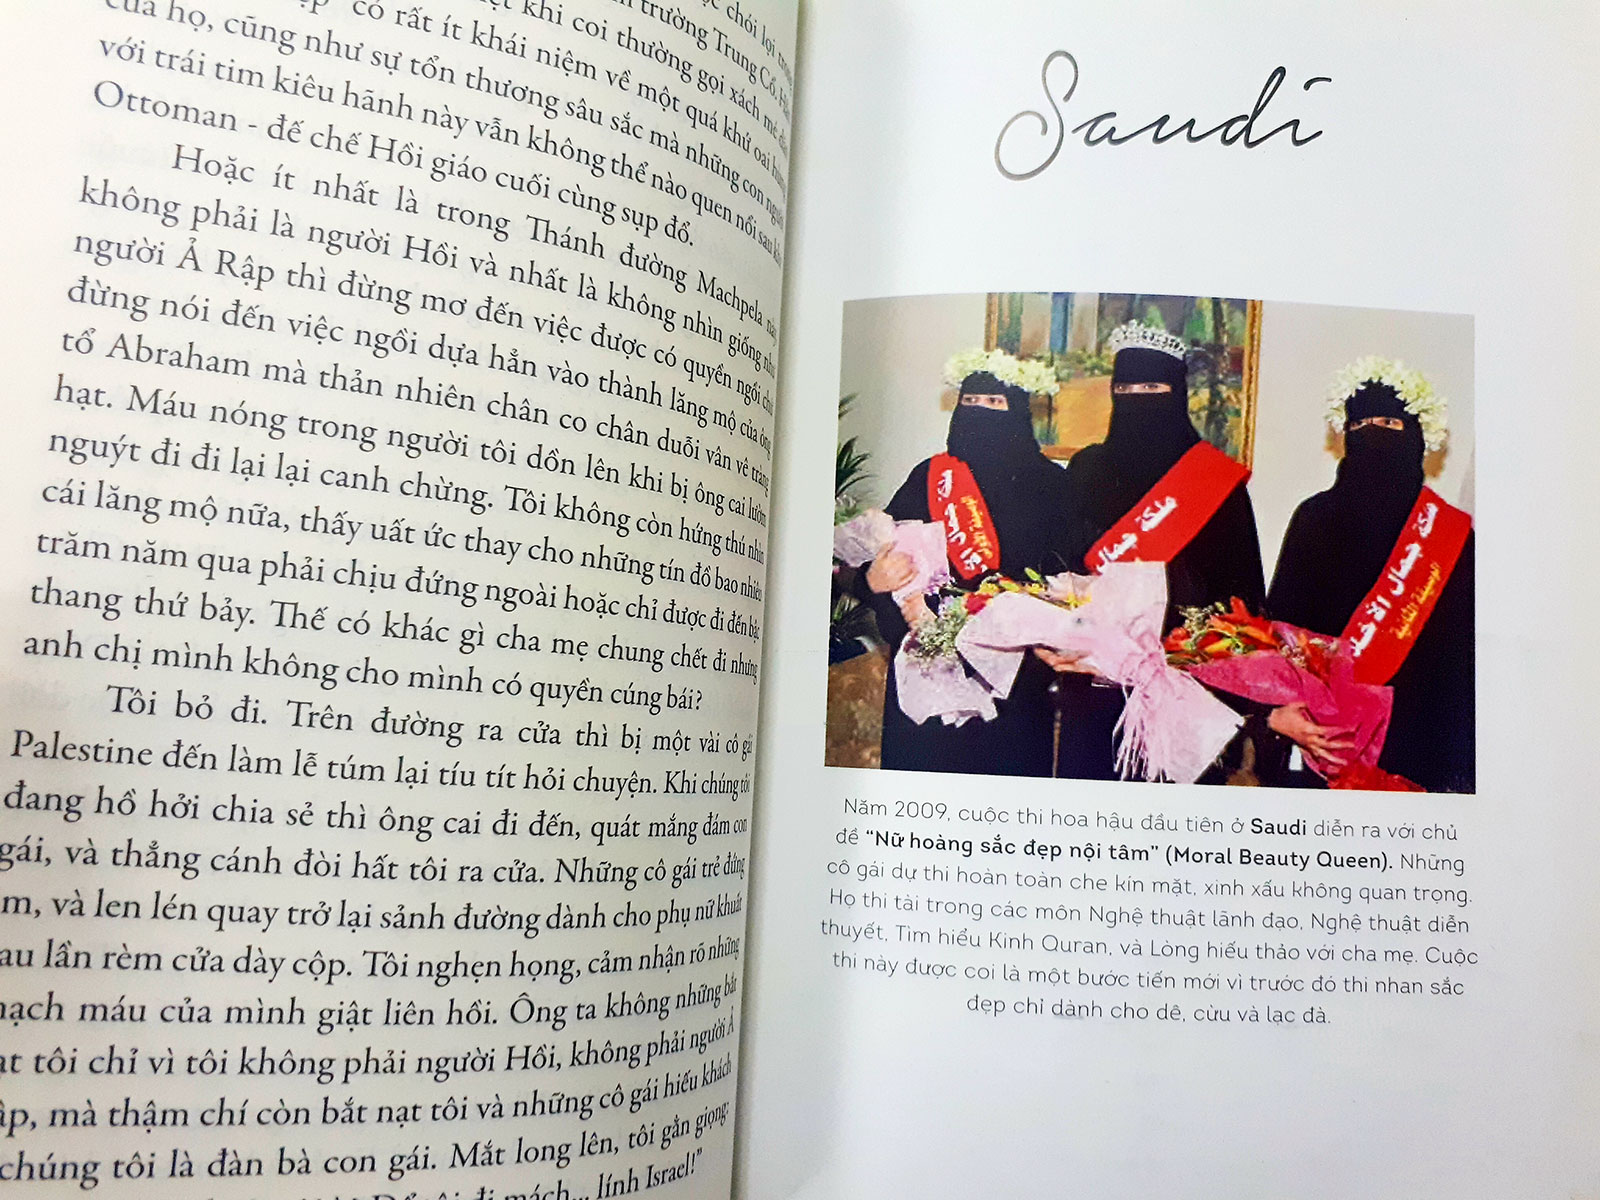 chói lọi trong
khi coi thường gọi xách mé
trường Trung Cổ.
có rất ít khái niệm về một quá khứ oai hùng
của họ, cũng như sự tổn thương sâu sắc mà những con người
với trái tim kiêu hãnh này vẫn không thể nào quen nổi sau khi
Ottoman - đế chế Hồi giáo cuối cùng sụp đổ.
Hoặc ít nhất là trong Thánh đường Machpela này
không phải là người Hồi và nhất là không nhìn giống như
người Ả Rập thì đừng mơ đến việc được có quyền ngồi chứ
đừng nói đến việc ngồi dựa hẳn vào thành lăng mộ của ông
tổ Abraham mà thản nhiên chân co chân duỗi vân vê tràng
hạt. Máu nóng trong người tôi dồn lên khi bị ông cai lườm
nguýt đi đi lại lại canh chừng. Tôi không còn hứng thú nhìn
cái lăng mộ nữa, thấy uất ức thay cho những tín đồ bao nhiêu
trăm năm qua phải chịu đứng ngoài hoặc chỉ được đi đến bậc
thang thứ bảy. Thế có khác gì cha mẹ chung chết đi nhưng
anh chị mình không cho mình có quyền cúng bái?
Tôi bỏ đi. Trên đường ra cửa thì bị một vài cô gái
Palestine đến làm lễ túm lại tíu tít hỏi chuyện. Khi chúng tôi
đang hồ hởi chia sẻ thì ông cai đi đến, quát mắng đám con
gái, và thẳng cánh đòi hất tôi ra cửa. Những cô gái trẻ đứng
và len lén quay trở lại sảnh đường dành cho phụ nữ khuất
lần rèm cửa dày cộp. Tôi nghẹn họng, cảm nhận rõ những
mạch máu của mình giật liên hồi. Ông ta không những bắt
tôi chỉ vì tôi không phải người Hồi, không phải người Ả
mà thậm chí còn bắt nạt tôi và những cô gái hiếu khách
chúng tôi là đàn bà con gái. Mắt long lên, tôi gằn giọng:
tôi đi mách... lính Israel!"
Saudi
ملكة جمال
ملكة جمال الأخلاق
الوصيفة الثانية
Năm 2009, cuộc thi hoa hậu đầu tiên ở Saudi diễn ra với chủ
đề “Nữ hoàng sắc đẹp nội tâm” (Moral Beauty Queen). Những
cô gái dự thi hoàn toàn che kín mặt, xinh xấu không quan trọng.
Họ thi tài trong các môn Nghệ thuật lãnh đạo, Nghệ thuật diễn
thuyết, Tìm hiểu Kinh Quran, và Lòng hiếu thảo với cha mẹ. Cuộc
thi này được coi là một bước tiến mới vì trước đó thi nhan sắc
đẹp chỉ dành cho dê, cừu và lạc đà.